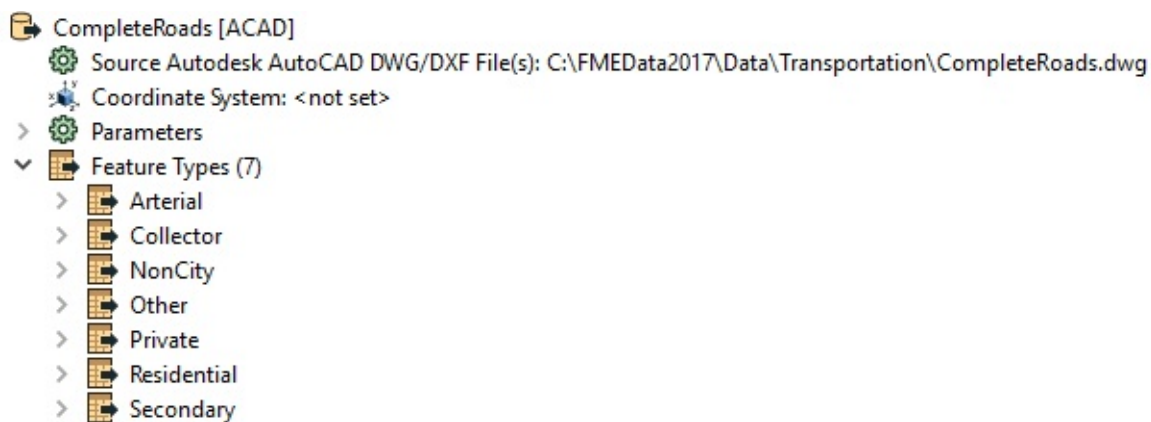 CompleteRoads [ACAD]
Source Autodesk AutoCAD DWG/DXF File(s): C:\FMEData2017\Data\Transportation\CompleteRoads.dwg
Coordinate System: <not set>
Parameters
Feature Types (7)
Arterial
Collector
NonCity
Other
Private
Residential
Secondary